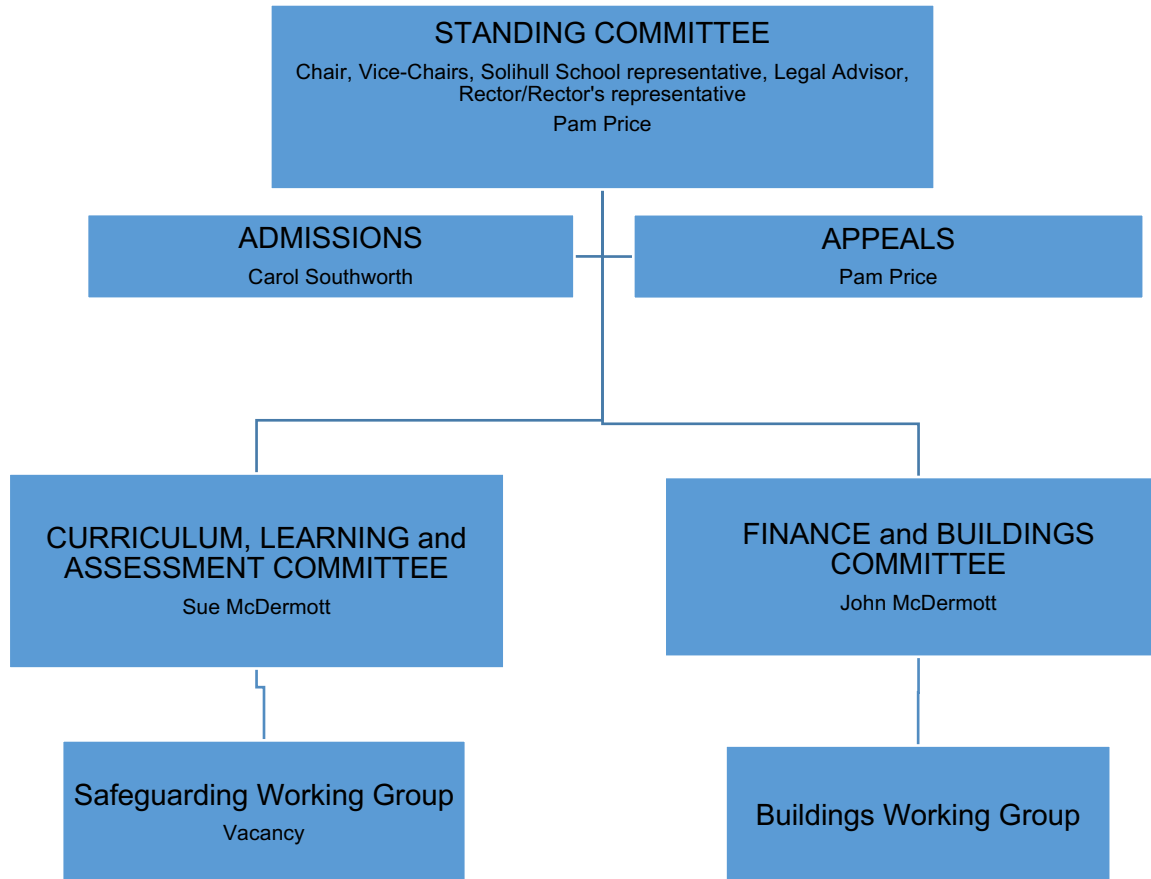 STANDING COMMITTEE
Chair, Vice-Chairs, Solihull School representative, Legal Advisor,
Rector/Rector's representative
Pam Price
ADMISSIONS
Carol Southworth
APPEALS
Pam Price
CURRICULUM, LEARNING and
ASSESSMENT COMMITTEE
Sue McDermott
FINANCE and BUILDINGS
COMMITTEE
John McDermott
Safeguarding Working Group
Vacancy
Buildings Working Group